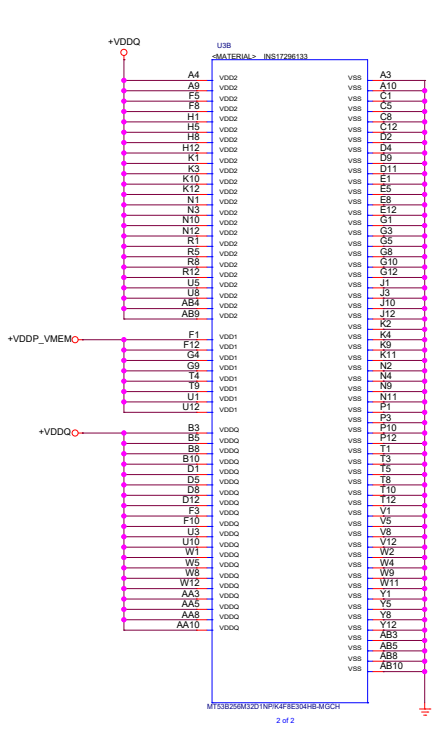 +VDDQ
U3B
<MATERIAL> INS17296133
A4 VDD2 VSS A3
A9 VDD2 VSS A10
F5 VDD2 VSS C1
F8 VDD2 VSS C5
H1 VDD2 VSS C8
H5 VDD2 VSS C12
H8 VDD2 VSS D2
H12 VDD2 VSS D4
K1 VDD2 VSS D9
K3 VDD2 VSS D11
K10 VDD2 VSS E1
K12 VDD2 VSS E5
N1 VDD2 VSS E8
N3 VDD2 VSS E12
N10 VDD2 VSS G1
N12 VDD2 VSS G3
R1 VDD2 VSS G5
R5 VDD2 VSS G8
R8 VDD2 VSS G10
R12 VDD2 VSS G12
U5 VDD2 VSS J1
U8 VDD2 VSS J3
AB4 VDD2 VSS J10
AB9 VDD2 VSS J12
VSS K2
+VDDP_VMEM F1 VDD1 VSS K4
F12 VDD1 VSS K9
G4 VDD1 VSS K11
G9 VDD1 VSS N2
T4 VDD1 VSS N4
T9 VDD1 VSS N9
U1 VDD1 VSS N11
U12 VDD1 VSS P1
VSS P3
+VDDQ B3 VDDQ VSS P10
B5 VDDQ VSS P12
B8 VDDQ VSS T1
B10 VDDQ VSS T3
D1 VDDQ VSS T5
D5 VDDQ VSS T8
D8 VDDQ VSS T10
D12 VDDQ VSS T12
F3 VDDQ VSS V1
F10 VDDQ VSS V5
U3 VDDQ VSS V8
U10 VDDQ VSS V12
W1 VDDQ VSS W2
W5 VDDQ VSS W4
W8 VDDQ VSS W9
W12 VDDQ VSS W11
AA3 VDDQ VSS Y1
AA5 VDDQ VSS Y5
AA8 VDDQ VSS Y8
AA10 VDDQ VSS Y12
VSS AB3
VSS AB5
VSS AB8
VSS AB10
MT53B256M32D1NP/K4F8E304HB-MGCH
2 of 2